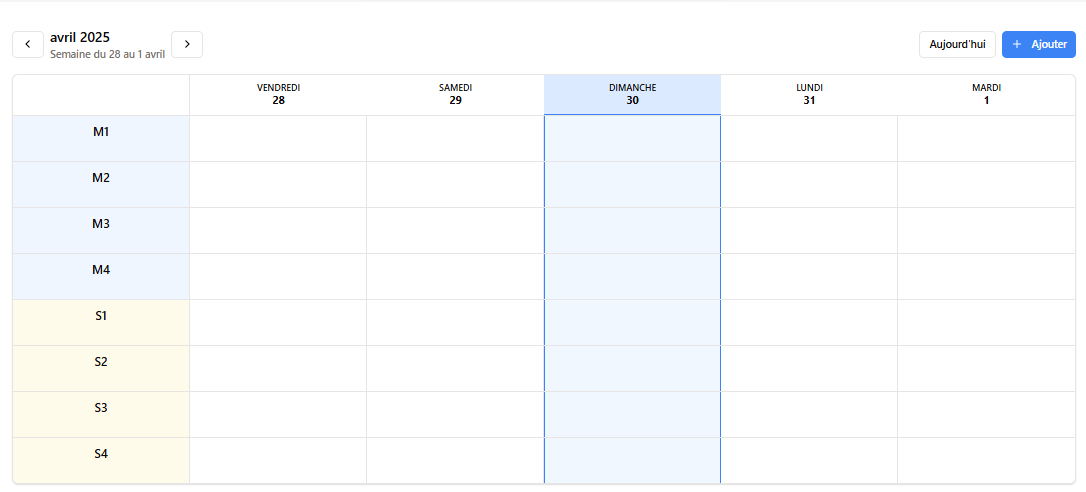 avril 2025
Semaine du 28 au 1 avril
Aujourd'hui
+ Ajouter
VENDREDI
28
SAMEDI
29
DIMANCHE
30
LUNDI
31
MARDI
1
M1
M2
M3
M4
S1
S2
S3
S4